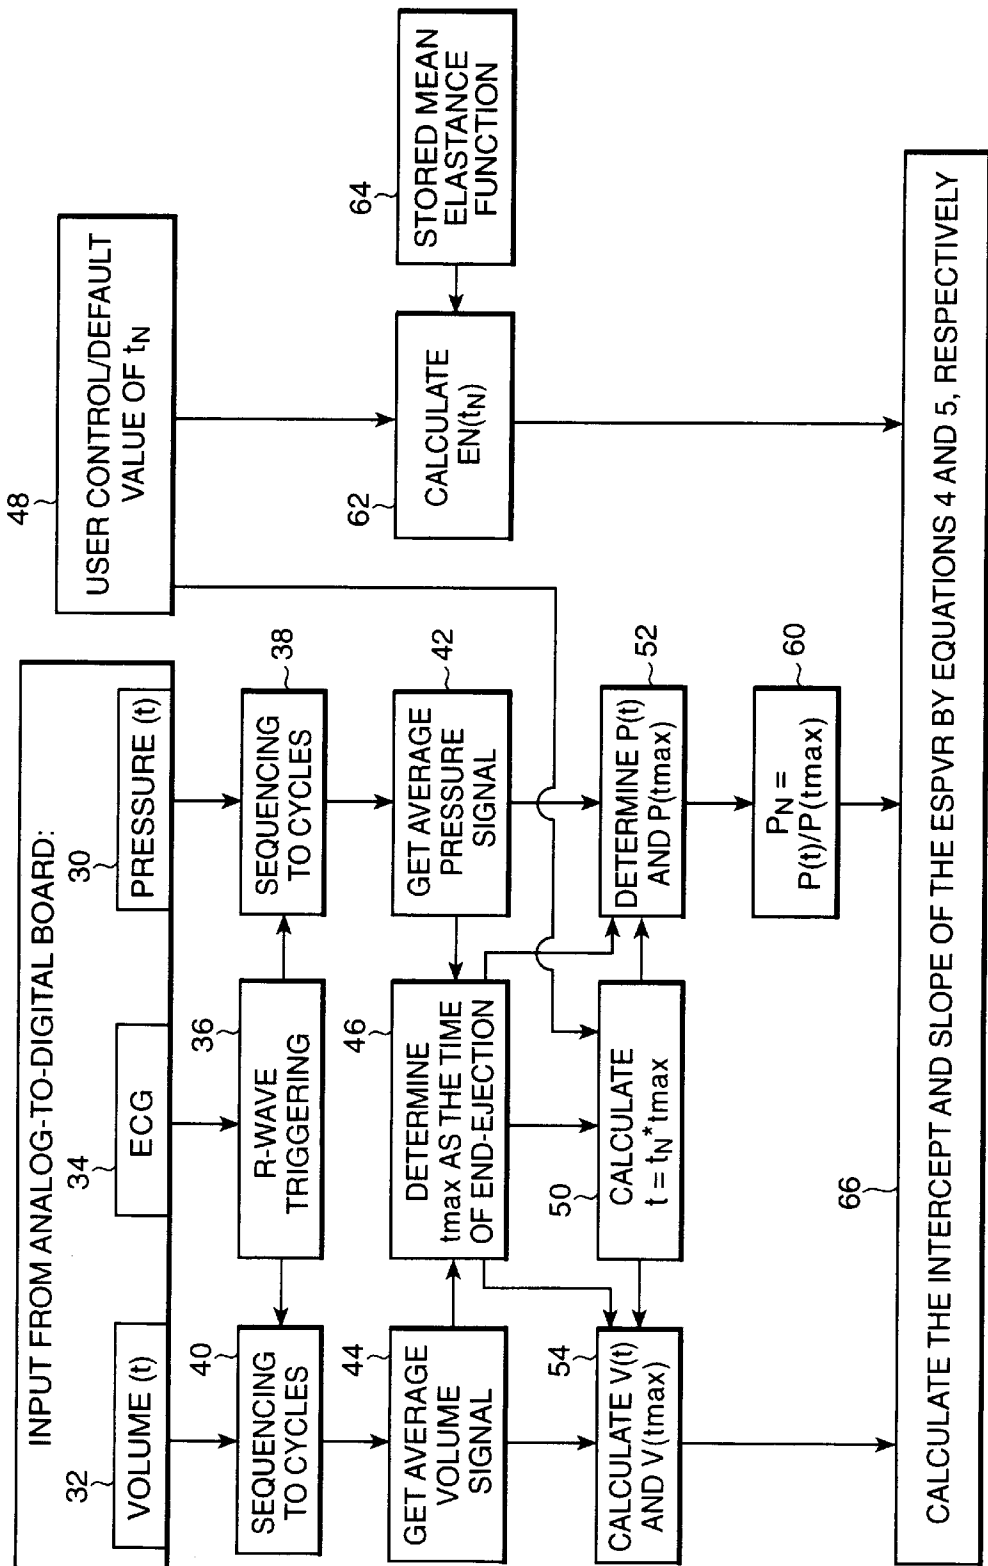 INPUT FROM ANALOG-TO-DIGITAL BOARD:
32
VOLUME (t)
34
ECG
30
PRESSURE (t)
48
USER CONTROL/DEFAULT
VALUE OF tN
40
SEQUENCING
TO CYCLES
36
R-WAVE
TRIGGERING
38
SEQUENCING
TO CYCLES
44
GET AVERAGE
VOLUME
SIGNAL
46
DETERMINE
tmax AS THE TIME
OF END-EJECTION
42
GET AVERAGE
PRESSURE
SIGNAL
62
CALCULATE
EN(tN)
64
STORED MEAN
ELASTANCE
FUNCTION
54
CALCULATE V(t)
AND V(tmax)
50
CALCULATE
t = tN*tmax
52
DETERMINE P(t)
AND P(tmax)
60
PN =
P(t)/P(tmax)
66
CALCULATE THE INTERCEPT AND SLOPE OF THE ESPVR BY EQUATIONS 4 AND 5, RESPECTIVELY